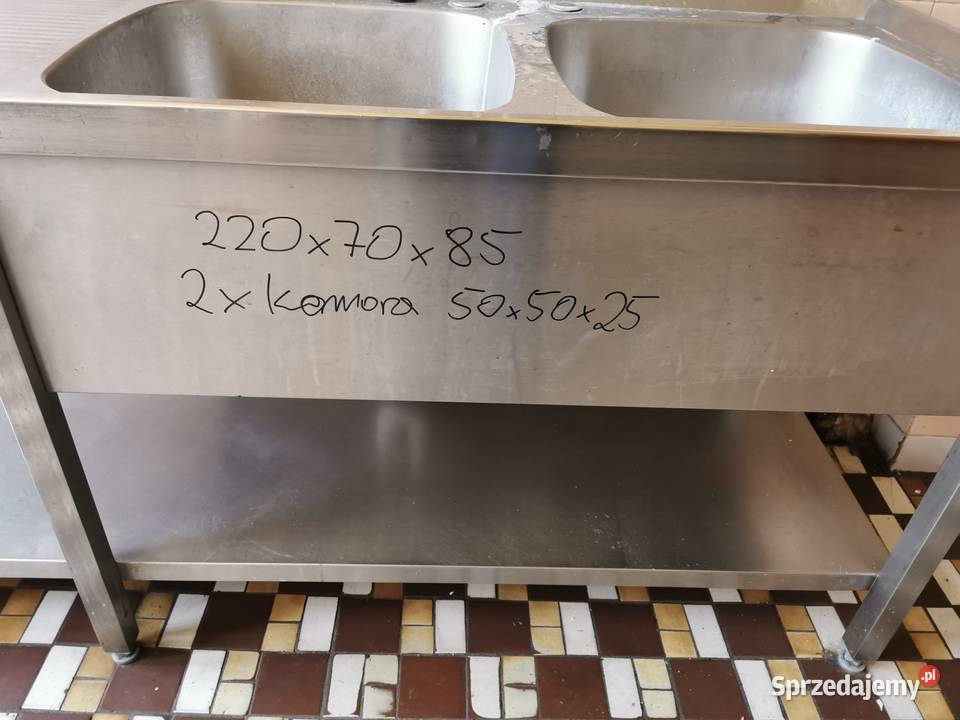 220x70x85
2x Komora 50x50x25
Sprzedajemy.pl